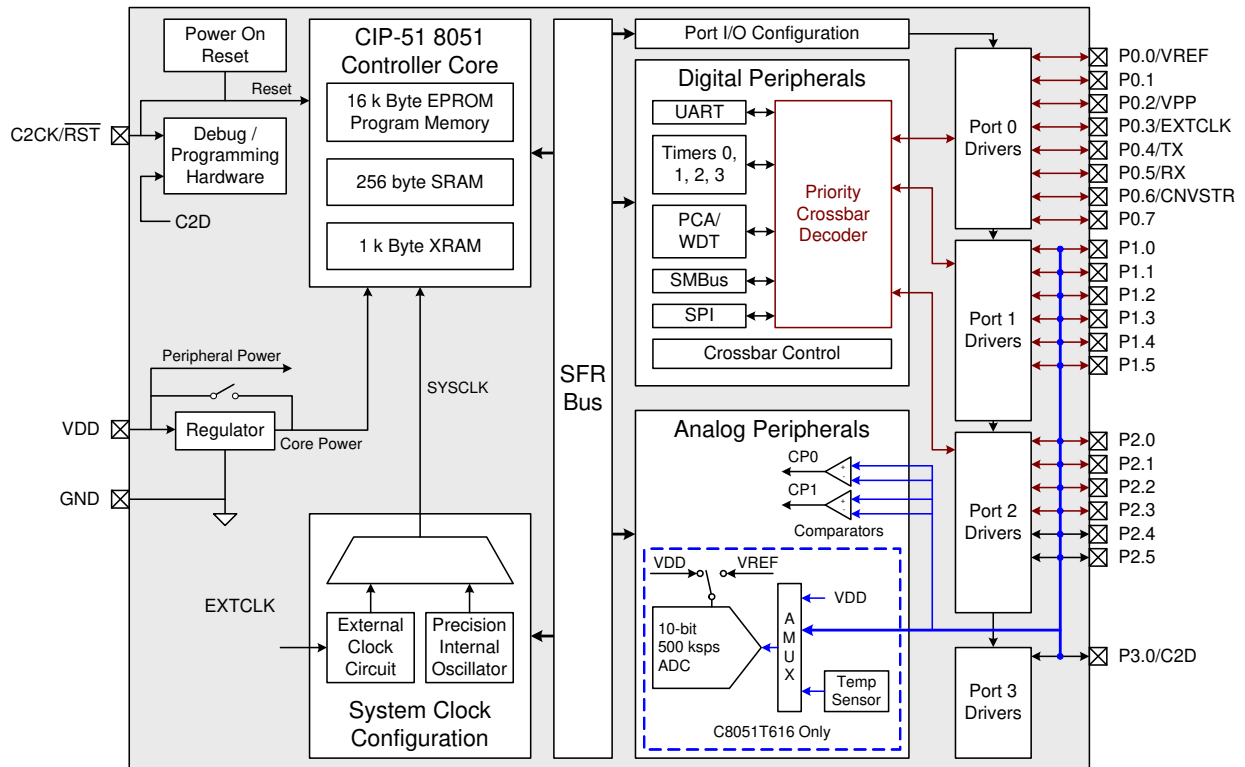 Power On
Reset
Reset
C2CK/RST
Debug /
Programming
Hardware
C2D
CIP-51 8051
Controller Core
16 k Byte EPROM
Program Memory
256 byte SRAM
1 k Byte XRAM
Peripheral Power
VDD
Regulator
Core Power
GND
SYSCLK
EXTCLK
External
Clock
Circuit
Precision
Internal
Oscillator
System Clock
Configuration
SFR
Bus
Port I/O Configuration
Digital Peripherals
UART
Timers 0,
1, 2, 3
PCA/
WDT
SMBus
SPI
Priority
Crossbar
Decoder
Crossbar Control
Analog Peripherals
CP0
+
-
CP1
+
-
Comparators
VDD
VREF
10-bit
500 ksps
ADC
A
M
U
X
VDD
Temp
Sensor
C8051T616 Only
Port 0
Drivers
Port 1
Drivers
Port 2
Drivers
Port 3
Drivers
P0.0/VREF
P0.1
P0.2/VPP
P0.3/EXTCLK
P0.4/TX
P0.5/RX
P0.6/CNVSTR
P0.7
P1.0
P1.1
P1.2
P1.3
P1.4
P1.5
P2.0
P2.1
P2.2
P2.3
P2.4
P2.5
P3.0/C2D